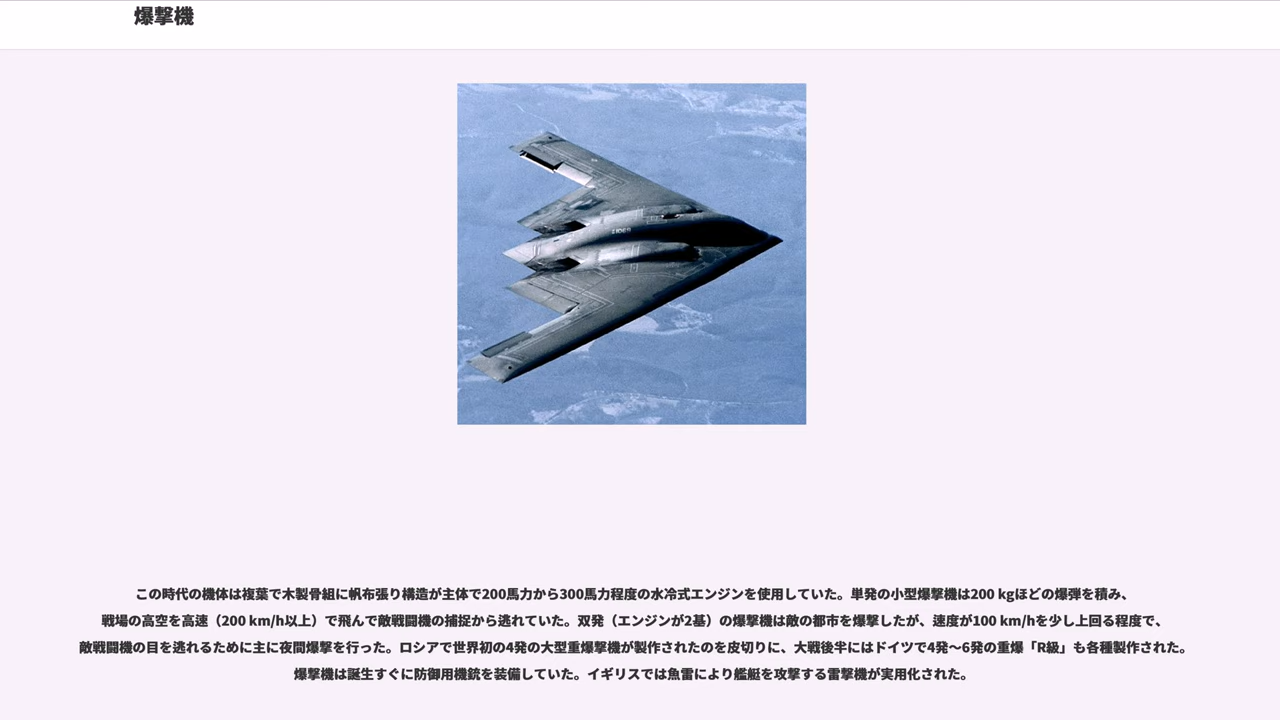 爆撃機
この時代の機体は複葉で木製骨組に帆布張り構造が主体で200馬力から300馬力程度の水冷式エンジンを使用していた。単発の小型爆撃機は200 kgほどの爆弾を積み、
戦場の高空を高速（200 km/h以上）で飛んで敵戦闘機の捕捉から逃れていた。双発（エンジンが2基）の爆撃機は敵の都市を爆撃したが、速度が100 km/hを少し上回る程度で、
敵戦闘機の目を逃れるために主に夜間爆撃を行った。ロシアで世界初の4発の大型重爆撃機が製作されたのを皮切りに、大戦後半にはドイツで4発〜6発の重爆「R級」も各種製作された。
爆撃機は誕生すぐに防御用機銃を装備していた。イギリスでは魚雷により艦艇を攻撃する雷撃機が実用化された。